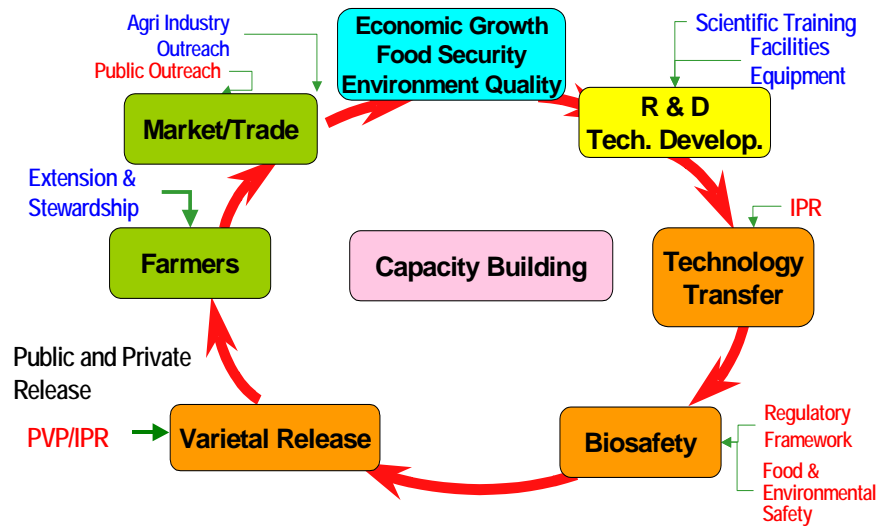 Agri Industry
Outreach
Public Outreach
Economic Growth
Food Security
Environment Quality
Scientific Training
Facilities
Equipment
Market/Trade
R & D
Tech. Develop.
Extension &
Stewardship
IPR
Farmers
Capacity Building
Technology
Transfer
Public and Private
Release
PVP/IPR
Varietal Release
Biosafety
Regulatory
Framework
Food &
Environmental
Safety